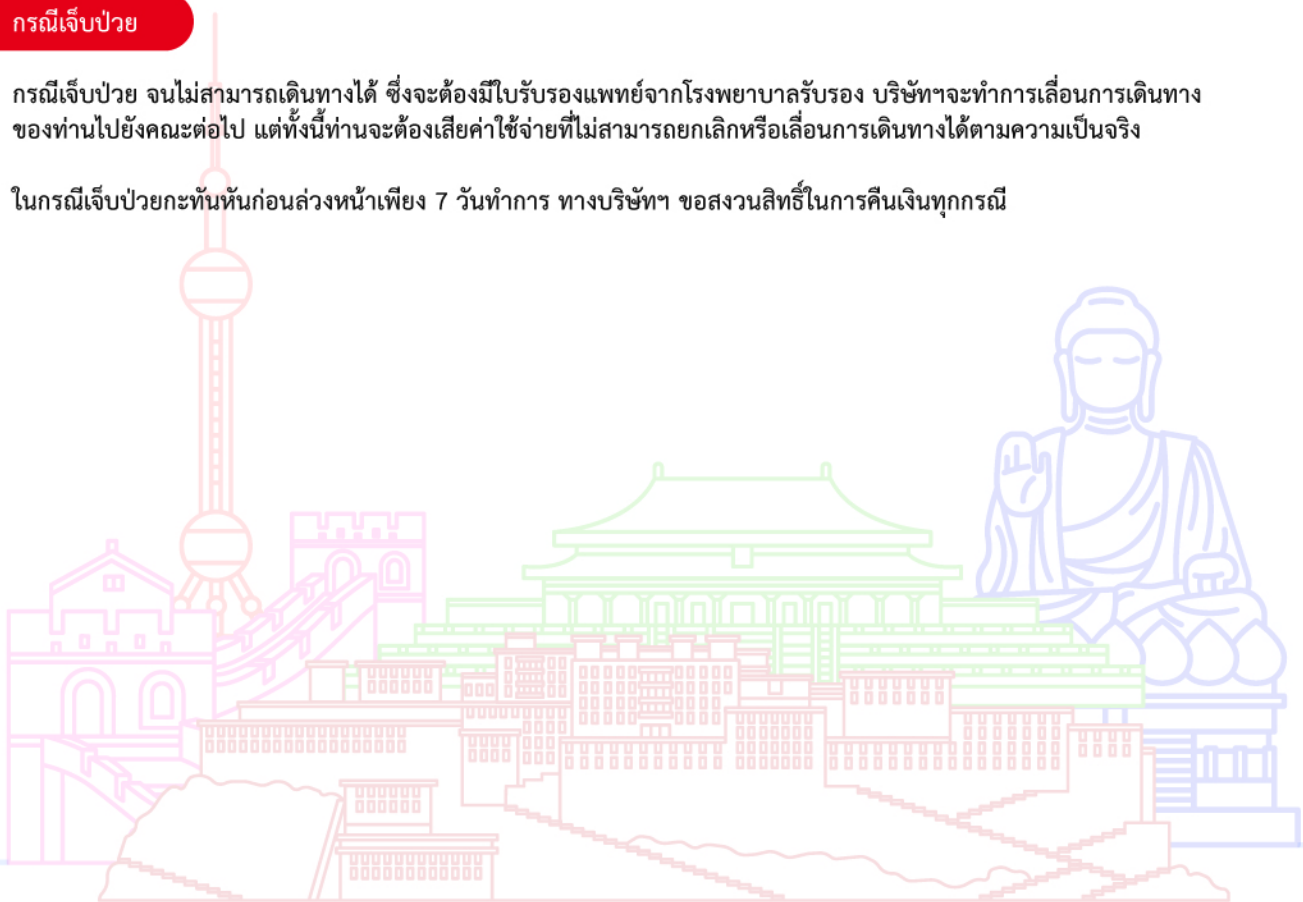 กรณีเจ็บป่วย
กรณีเจ็บป่วย จนไม่สามารถเดินทางได้ ซึ่งจะต้องมีใบรับรองแพทย์จากโรงพยาบาลรับรอง บริษัทฯจะทำการเลื่อนการเดินทาง
ของท่านไปยังคณะต่อไป แต่ทั้งนี้ท่านจะต้องเสียค่าใช้จ่ายที่ไม่สามารถยกเลิกหรือเลื่อนการเดินทางได้ตามความเป็นจริง
ในกรณีเจ็บป่วยกะทันหันก่อนล่วงหน้าเพียง 7 วันทำการ ทางบริษัทฯ ขอสงวนสิทธิ์ในการคืนเงินทุกกรณี